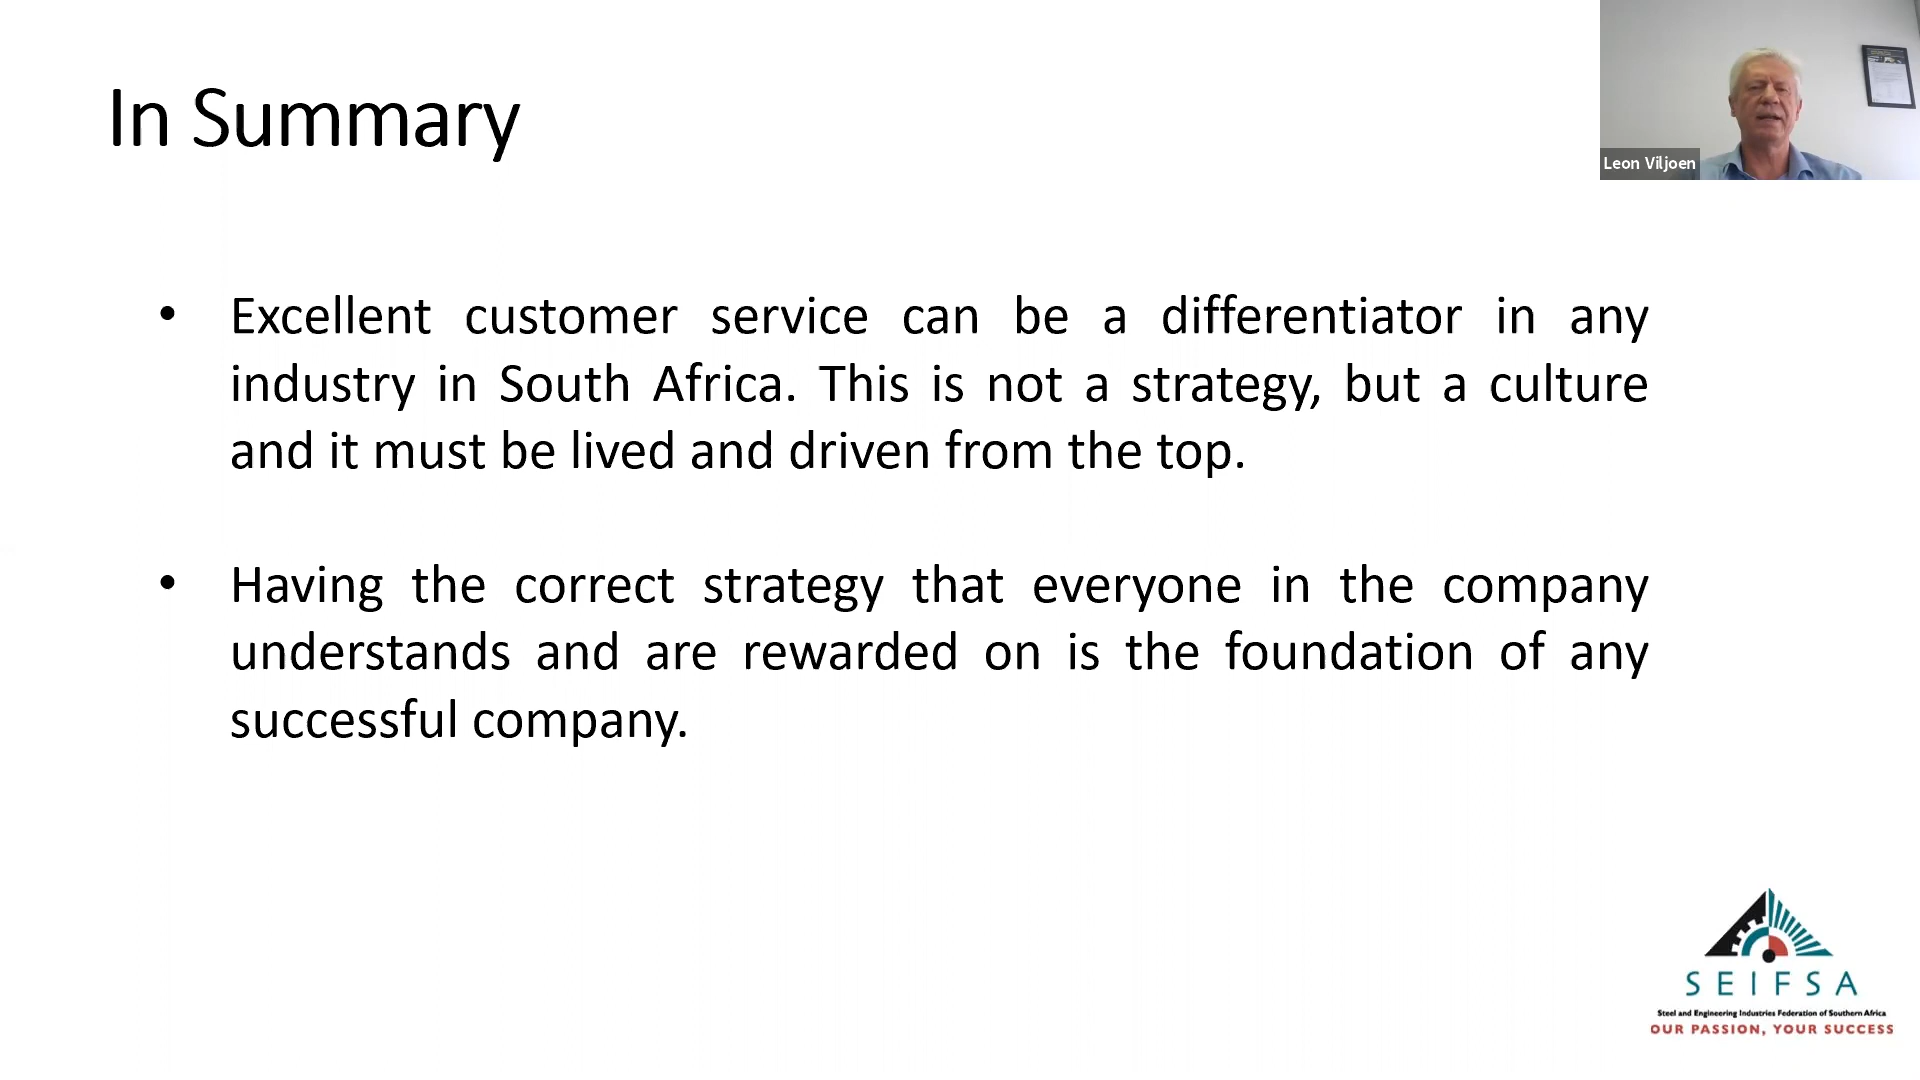 In Summary
Leon Viljoen
• Excellent customer service can be a differentiator in any
industry in South Africa. This is not a strategy, but a culture
and it must be lived and driven from the top.
• Having the correct strategy that everyone in the company
understands and are rewarded on is the foundation of any
successful company.
SEIFSA
Steel and Engineering Industries Federation of Southern Africa
OUR PASSION, YOUR SUCCESS